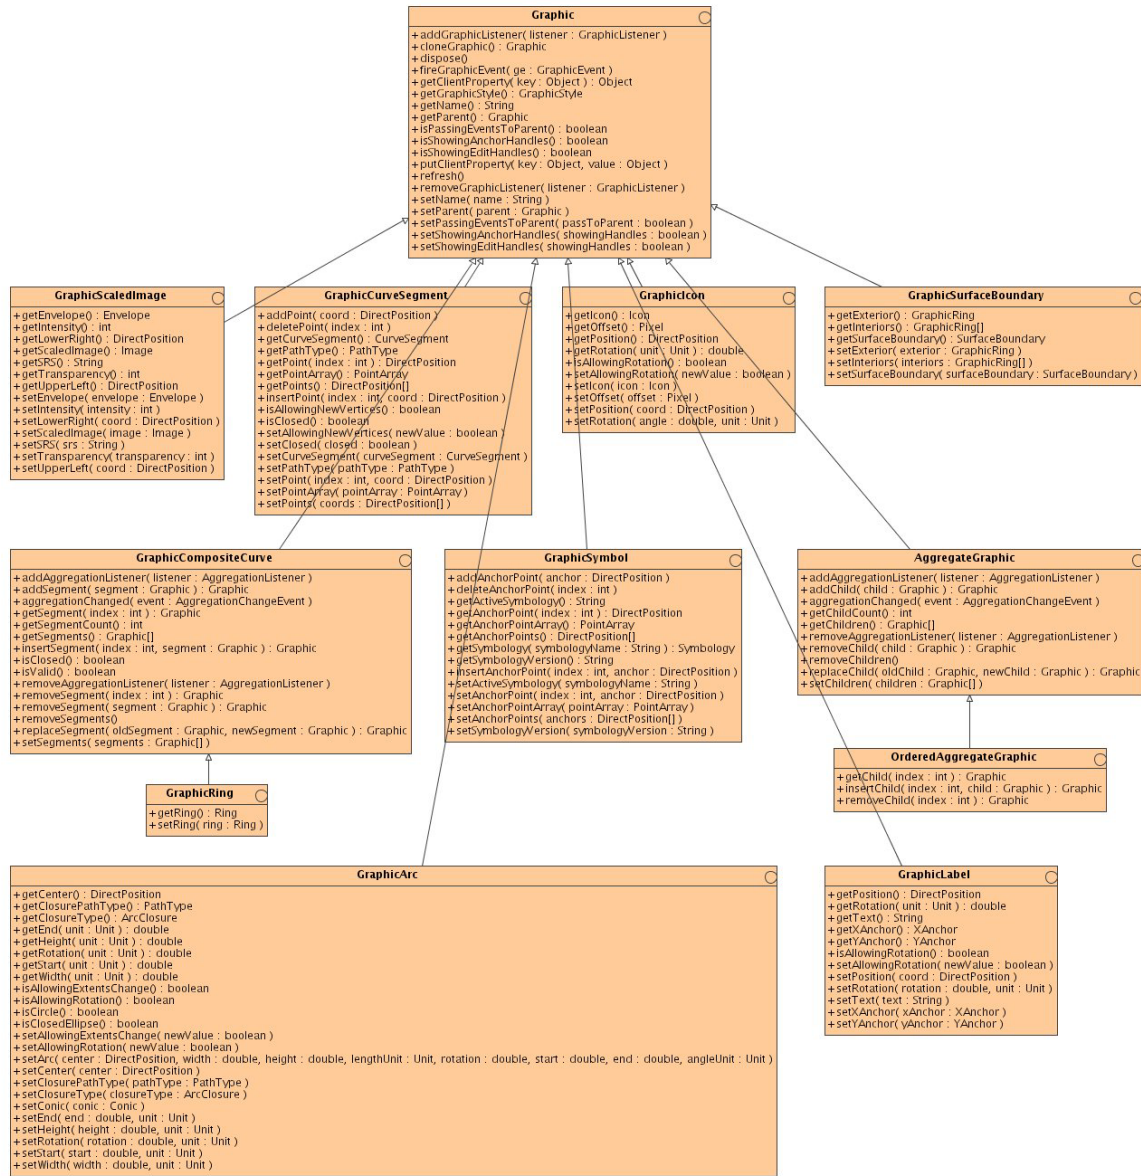 Graphic
+addGraphicListener( listener : GraphicListener )
+cloneGraphic() : Graphic
+dispose()
+fireGraphicEvent( ge : GraphicEvent )
+getClientProperty( key : Object ) : Object
+getGraphicStyle() : GraphicStyle
+getName() : String
+getParent() : Graphic
+isPassingEventsToParent() : boolean
+isShowingAnchorHandles() : boolean
+isShowingEditHandles() : boolean
+putClientProperty( key : Object, value : Object )
+refresh()
+removeGraphicListener( listener : GraphicListener )
+setName( name : String )
+setParent( parent : Graphic )
+setPassingEventsToParent( passToParent : boolean )
+setShowingAnchorHandles( showingHandles : boolean )
+setShowingEditHandles( showingHandles : boolean )
GraphicScaledImage
+getEnvelope() : Envelope
+getIntensity() : int
+getLowerRight() : DirectPosition
+getScaledImage() : Image
+getSRS() : String
+getTransparency() : int
+getUpperLeft() : DirectPosition
+setEnvelope( envelope : Envelope )
+setIntensity( intensity : int )
+setLowerRight( coord : DirectPosition )
+setScaledImage( image : Image )
+setSRS( srs : String )
+setTransparency( transparency : int )
+setUpperLeft( coord : DirectPosition )
GraphicCurveSegment
+addPoint( coord : DirectPosition )
+deletePoint( index : int )
+getCurveSegment() : CurveSegment
+getPathType() : PathType
+getPoint( index : int ) : DirectPosition
+getPointArray() : PointArray
+getPoints() : DirectPosition[]
+insertPoint( index : int, coord : DirectPosition )
+isAllowingNewVertices() : boolean
+isClosed() : boolean
+setAllowingNewVertices( newValue : boolean )
+setClosed( closed : boolean )
+setCurveSegment( curveSegment : CurveSegment )
+setPathType( pathType : PathType )
+setPoint( index : int, coord : DirectPosition )
+setPointArray( pointArray : PointArray )
+setPoints( coords : DirectPosition[] )
GraphicIcon
+getIcon() : Icon
+getOffset() : Pixel
+getPosition() : DirectPosition
+getRotation( unit : Unit ) : double
+isAllowingRotation() : boolean
+setAllowingRotation( newValue : boolean )
+setIcon( icon : Icon )
+setOffset( offset : Pixel )
+setPosition( coord : DirectPosition )
+setRotation( angle : double, unit : Unit )
GraphicSurfaceBoundary
+getExterior() : GraphicRing
+getInteriors() : GraphicRing[]
+getSurfaceBoundary() : SurfaceBoundary
+setExterior( exterior : GraphicRing )
+setInteriors( interiors : GraphicRing[] )
+setSurfaceBoundary( surfaceBoundary : SurfaceBoundary )
GraphicCompositeCurve
+addAggregationListener( listener : AggregationListener )
+addSegment( segment : Graphic ) : Graphic
+aggregationChanged( event : AggregationChangeEvent )
+getSegment( index : int ) : Graphic
+getSegmentCount() : int
+getSegments() : Graphic[]
+insertSegment( index : int, segment : Graphic ) : Graphic
+isClosed() : boolean
+isValid() : boolean
+removeAggregationListener( listener : AggregationListener )
+removeSegment( index : int ) : Graphic
+removeSegment( segment : Graphic ) : Graphic
+removeSegments()
+replaceSegment( oldSegment : Graphic, newSegment : Graphic ) : Graphic
+setSegments( segments : Graphic[] )
GraphicSymbol
+addAnchorPoint( anchor : DirectPosition )
+deleteAnchorPoint( index : int )
+getActiveSymbology() : String
+getAnchorPoint( index : int ) : DirectPosition
+getAnchorPointArray() : PointArray
+getAnchorPoints() : DirectPosition[]
+getSymbology( symbologyName : String ) : Symbology
+getSymbologyVersion() : String
+insertAnchorPoint( index : int, anchor : DirectPosition )
+setActiveSymbology( symbologyName : String )
+setAnchorPoint( index : int, anchor : DirectPosition )
+setAnchorPointArray( pointArray : PointArray )
+setAnchorPoints( anchors : DirectPosition[] )
+setSymbologyVersion( symbologyVersion : String )
AggregateGraphic
+addAggregationListener( listener : AggregationListener )
+addChild( child : Graphic ) : Graphic
+aggregationChanged( event : AggregationChangeEvent )
+getChildCount() : int
+getChildren() : Graphic[]
+removeAggregationListener( listener : AggregationListener )
+removeChild( child : Graphic ) : Graphic
+removeChildren()
+replaceChild( oldChild : Graphic, newChild : Graphic ) : Graphic
+setChildren( children : Graphic[] )
OrderedAggregateGraphic
+getChild( index : int ) : Graphic
+insertChild( index : int, child : Graphic ) : Graphic
+removeChild( index : int ) : Graphic
GraphicRing
+getRing() : Ring
+setRing( ring : Ring )
GraphicArc
+getCenter() : DirectPosition
+getClosurePathType() : PathType
+getClosureType() : ArcClosure
+getEnd( unit : Unit ) : double
+getHeight( unit : Unit ) : double
+getRotation( unit : Unit ) : double
+getStart( unit : Unit ) : double
+getWidth( unit : Unit ) : double
+isAllowingExtentsChange() : boolean
+isAllowingRotation() : boolean
+isCircle() : boolean
+isClosedEllipse() : boolean
+setAllowingExtentsChange( newValue : boolean )
+setAllowingRotation( newValue : boolean )
+setArc( center : DirectPosition, width : double, height : double, lengthUnit : Unit, rotation : double, start : double, end : double, angleUnit : Unit )
+setCenter( center : DirectPosition )
+setClosurePathType( pathType : PathType )
+setClosureType( closureType : ArcClosure )
+setConic( conic : Conic )
+setEnd( end : double, unit : Unit )
+setHeight( height : double, unit : Unit )
+setRotation( rotation : double, unit : Unit )
+setStart( start : double, unit : Unit )
+setWidth( width : double, unit : Unit )
GraphicLabel
+getPosition() : DirectPosition
+getRotation( unit : Unit ) : double
+getText() : String
+getXAnchor() : XAnchor
+getYAnchor() : YAnchor
+isAllowingRotation() : boolean
+setAllowingRotation( newValue : boolean )
+setPosition( coord : DirectPosition )
+setRotation( rotation : double, unit : Unit )
+setText( text : String )
+setXAnchor( xAnchor : XAnchor )
+setYAnchor( yAnchor : YAnchor )